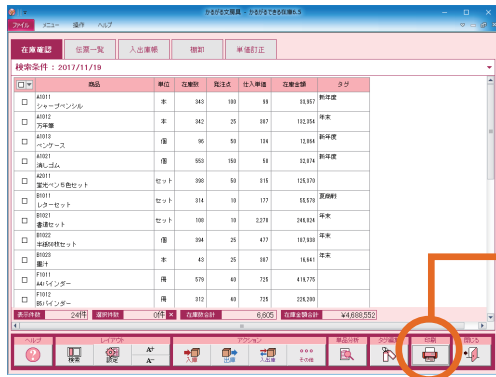 かるがる文房具 - かるがるできる在庫6.5
ファイル メニュー 操作 ヘルプ
在庫確認 伝票一覧 入出庫帳 棚卸 単価訂正
検索条件：2017/11/19
商品 単位 在庫数 発注点 仕入単価 在庫金額 タグ
A1011 新年度
シャープペンシル 本 343 100 99 33,957
A1012 年末
万年筆 本 342 25 387 132,354
A1013 新年度
ペンケース 個 96 50 134 12,864
A1021 新年度
消しゴム 個 553 150 58 32,074
A2011
蛍光ペン5色セット セット 398 50 315 125,370
B1011
レターセット セット 314 10 177 55,578
B1021 年末
書道セット セット 108 10 2,278 246,024
B1022 年末
半紙50枚セット 個 394 25 477 187,938
B1023 年末
墨汁 本 43 25 387 16,641
F1011
A4バインダー 冊 579 40 725 419,775
F1012
B5バインダー 冊 312 40 725 226,200
表示件数 24件 選択件数 0件 × 在庫数合計 6,605 在庫金額合計 ¥4,688,552
ヘルプ レイアウト アクション 単品分析 タグ編集 印刷 閉じる
検索 設定 A+ A- 入庫 出庫 入出庫 その他